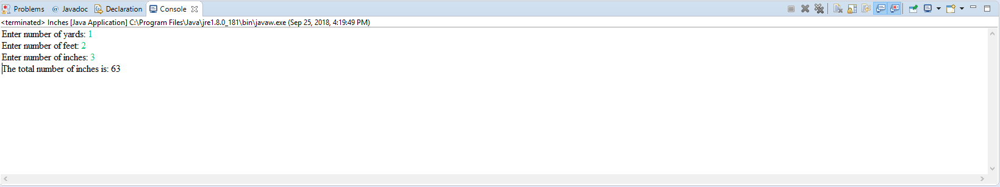 Problems @ Javadoc Declaration Console
<terminated> Inches [Java Application] C:\Program Files\Java\jre1.8.0_181\bin\javaw.exe (Sep 25, 2018, 4:19:49 PM)
Enter number of yards: 1
Enter number of feet: 2
Enter number of inches: 3
The total number of inches is: 63